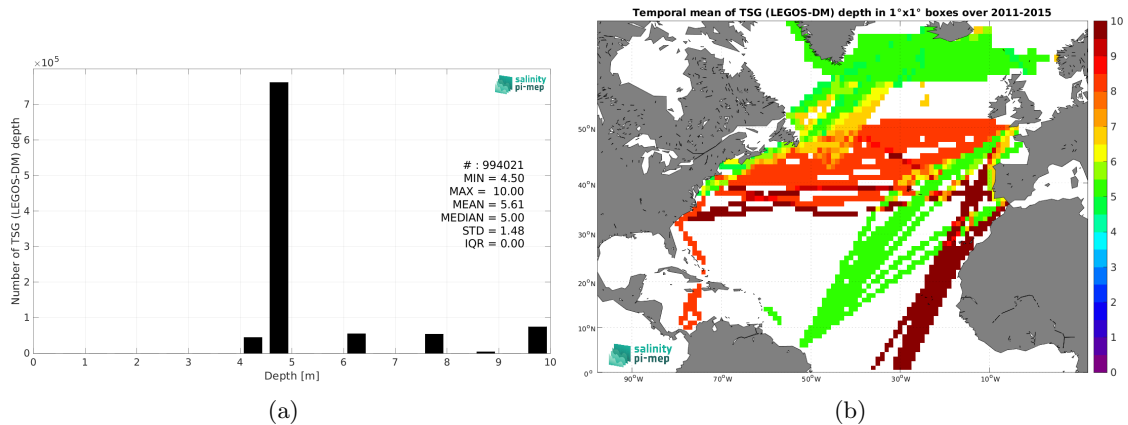 Temporal mean of TSG (LEGOS-DM) depth in 1°x1° boxes over 2011-2015
×10⁵
salinity
pi-mep
7
6
5
4
3
2
1
0
Number of TSG (LEGOS-DM) depth
# : 994021
MIN = 4.50
MAX = 10.00
MEAN = 5.61
MEDIAN = 5.00
STD = 1.48
IQR = 0.00
0 1 2 3 4 5 6 7 8 9 10
Depth [m]
50°N
40°N
30°N
20°N
10°N
0°
90°W 70°W 50°W 30°W 10°W
salinity
pi-mep
10
9
8
7
6
5
4
3
2
1
0
(a)
(b)